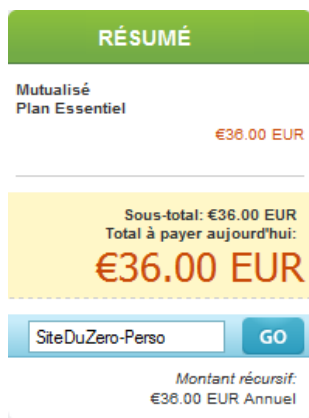 RÉSUMÉ
Mutualisé
Plan Essentiel
€36.00 EUR
Sous-total: €36.00 EUR
Total à payer aujourd'hui:
€36.00 EUR
SiteDuZero-Perso GO
Montant récursif:
€36.00 EUR Annuel